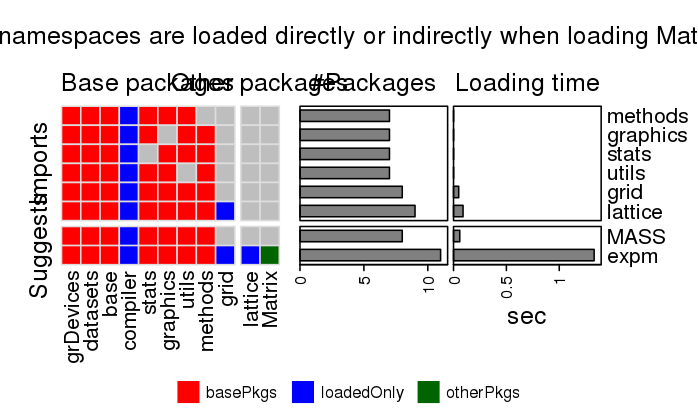 namespaces are loaded directly or indirectly when loading Mat
Base packages
Other packages
#Packages
Loading time
Imports
Suggests
methods
graphics
stats
utils
grid
lattice
MASS
expm
grDevices
datasets
base
compiler
stats
graphics
utils
methods
grid
lattice
Matrix
0
5
10
0
0.5
1
sec
basePkgs
loadedOnly
otherPkgs